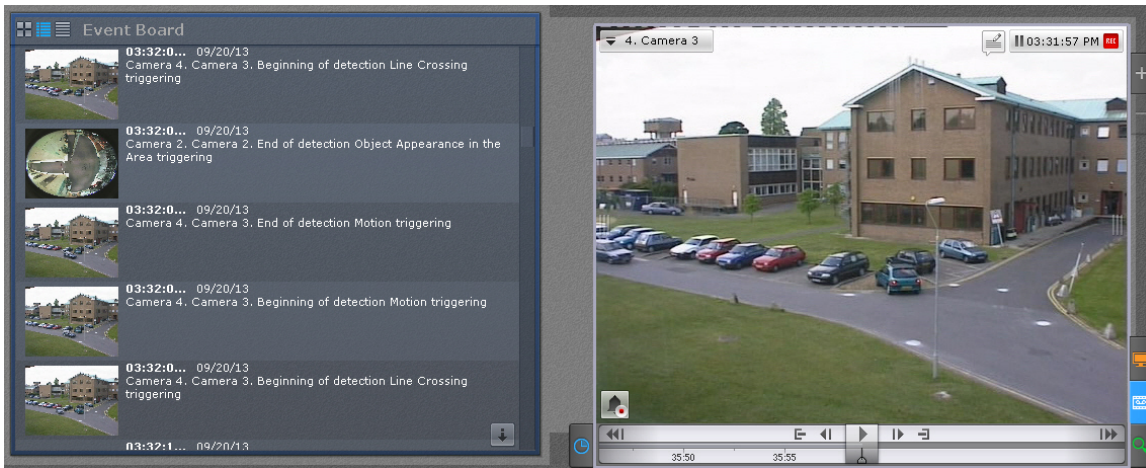 Event Board
03:32:0... 09/20/13
Camera 4. Camera 3. Beginning of detection Line Crossing
triggering
03:32:0... 09/20/13
Camera 2. Camera 2. End of detection Object Appearance in the
Area triggering
03:32:0... 09/20/13
Camera 4. Camera 3. End of detection Motion triggering
03:32:0... 09/20/13
Camera 4. Camera 3. Beginning of detection Motion triggering
03:32:0... 09/20/13
Camera 4. Camera 3. Beginning of detection Line Crossing
triggering
03:32:1... 09/20/13
4. Camera 3
03:31:57 PM REC
35:50 35:55